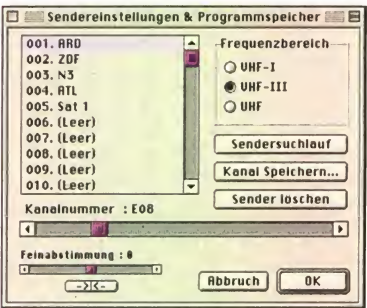 Sendereinstellungen & Programmspeicher
001. ARD
002. ZDF
003. N3
004. RTL
005. Sat 1
006. (Leer)
007. (Leer)
008. (Leer)
009. (Leer)
010. (Leer)
Frequenzbereich
VHF-I
VHF-III
UHF
Sendersuchlauf
Kanal Speichern...
Sender löschen
Kanalnummer : E08
Feinabstimmung : 0
->|<-
Abbruch
OK